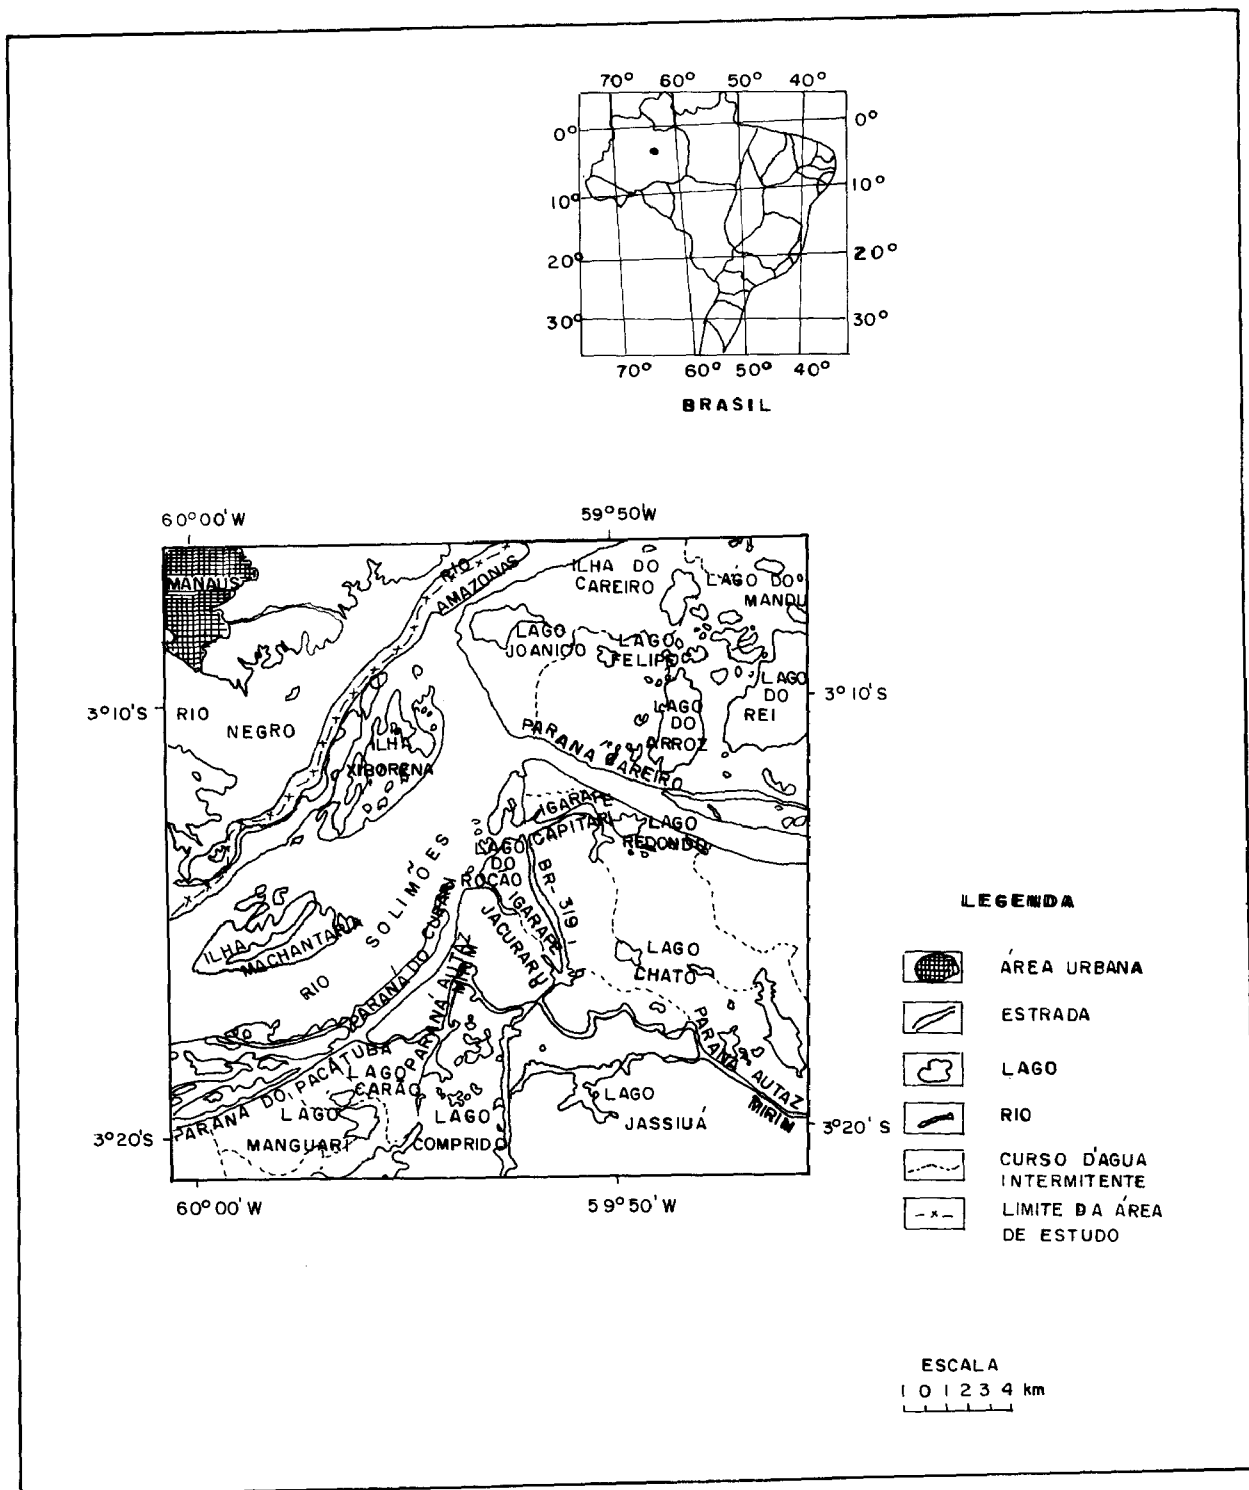 70° 60° 50° 40°
0° 0°
10° 10°
20° 20°
30° 30°
70° 60° 50° 40°
BRASIL
60°00'W 59°50'W
MANAUS
RIO
AMAZONAS
ILHA DO
CAREIRO
LAGO DO
MANDU
LAGO
JOANICO
LAGO
FELIPE
LAGO
DO
REI
3°10'S 3°10'S
RIO
NEGRO
LAGO
DO
ARROZ
ILHA
XIBORENA
PARANA CAREIRO
IGARAPE
CAPITARI
LAGO
REDONDO
LAGO
DO
ROCÃO
BR-319
IGARAPE
JACURARU
SOLIMÕES
RIO
ILHA
MACHANTARIA
PARANÁ DO CURARI
PARANÁ AUTAZ
MIRIM
LAGO
CHATO
PARANÁ AUTAZ
MIRIM
PARANÁ DO PACATUBA
LAGO
CARÃO
LAGO
MANGUARI
LAGO
COMPRIDO
LAGO
JASSIUÁ
3°20'S 3°20'S
60°00'W 59°50'W
LEGENDA
ÁREA URBANA
ESTRADA
LAGO
RIO
CURSO D'AGUA
INTERMITENTE
LIMITE DA ÁREA
DE ESTUDO
ESCALA
1 0 1 2 3 4 km